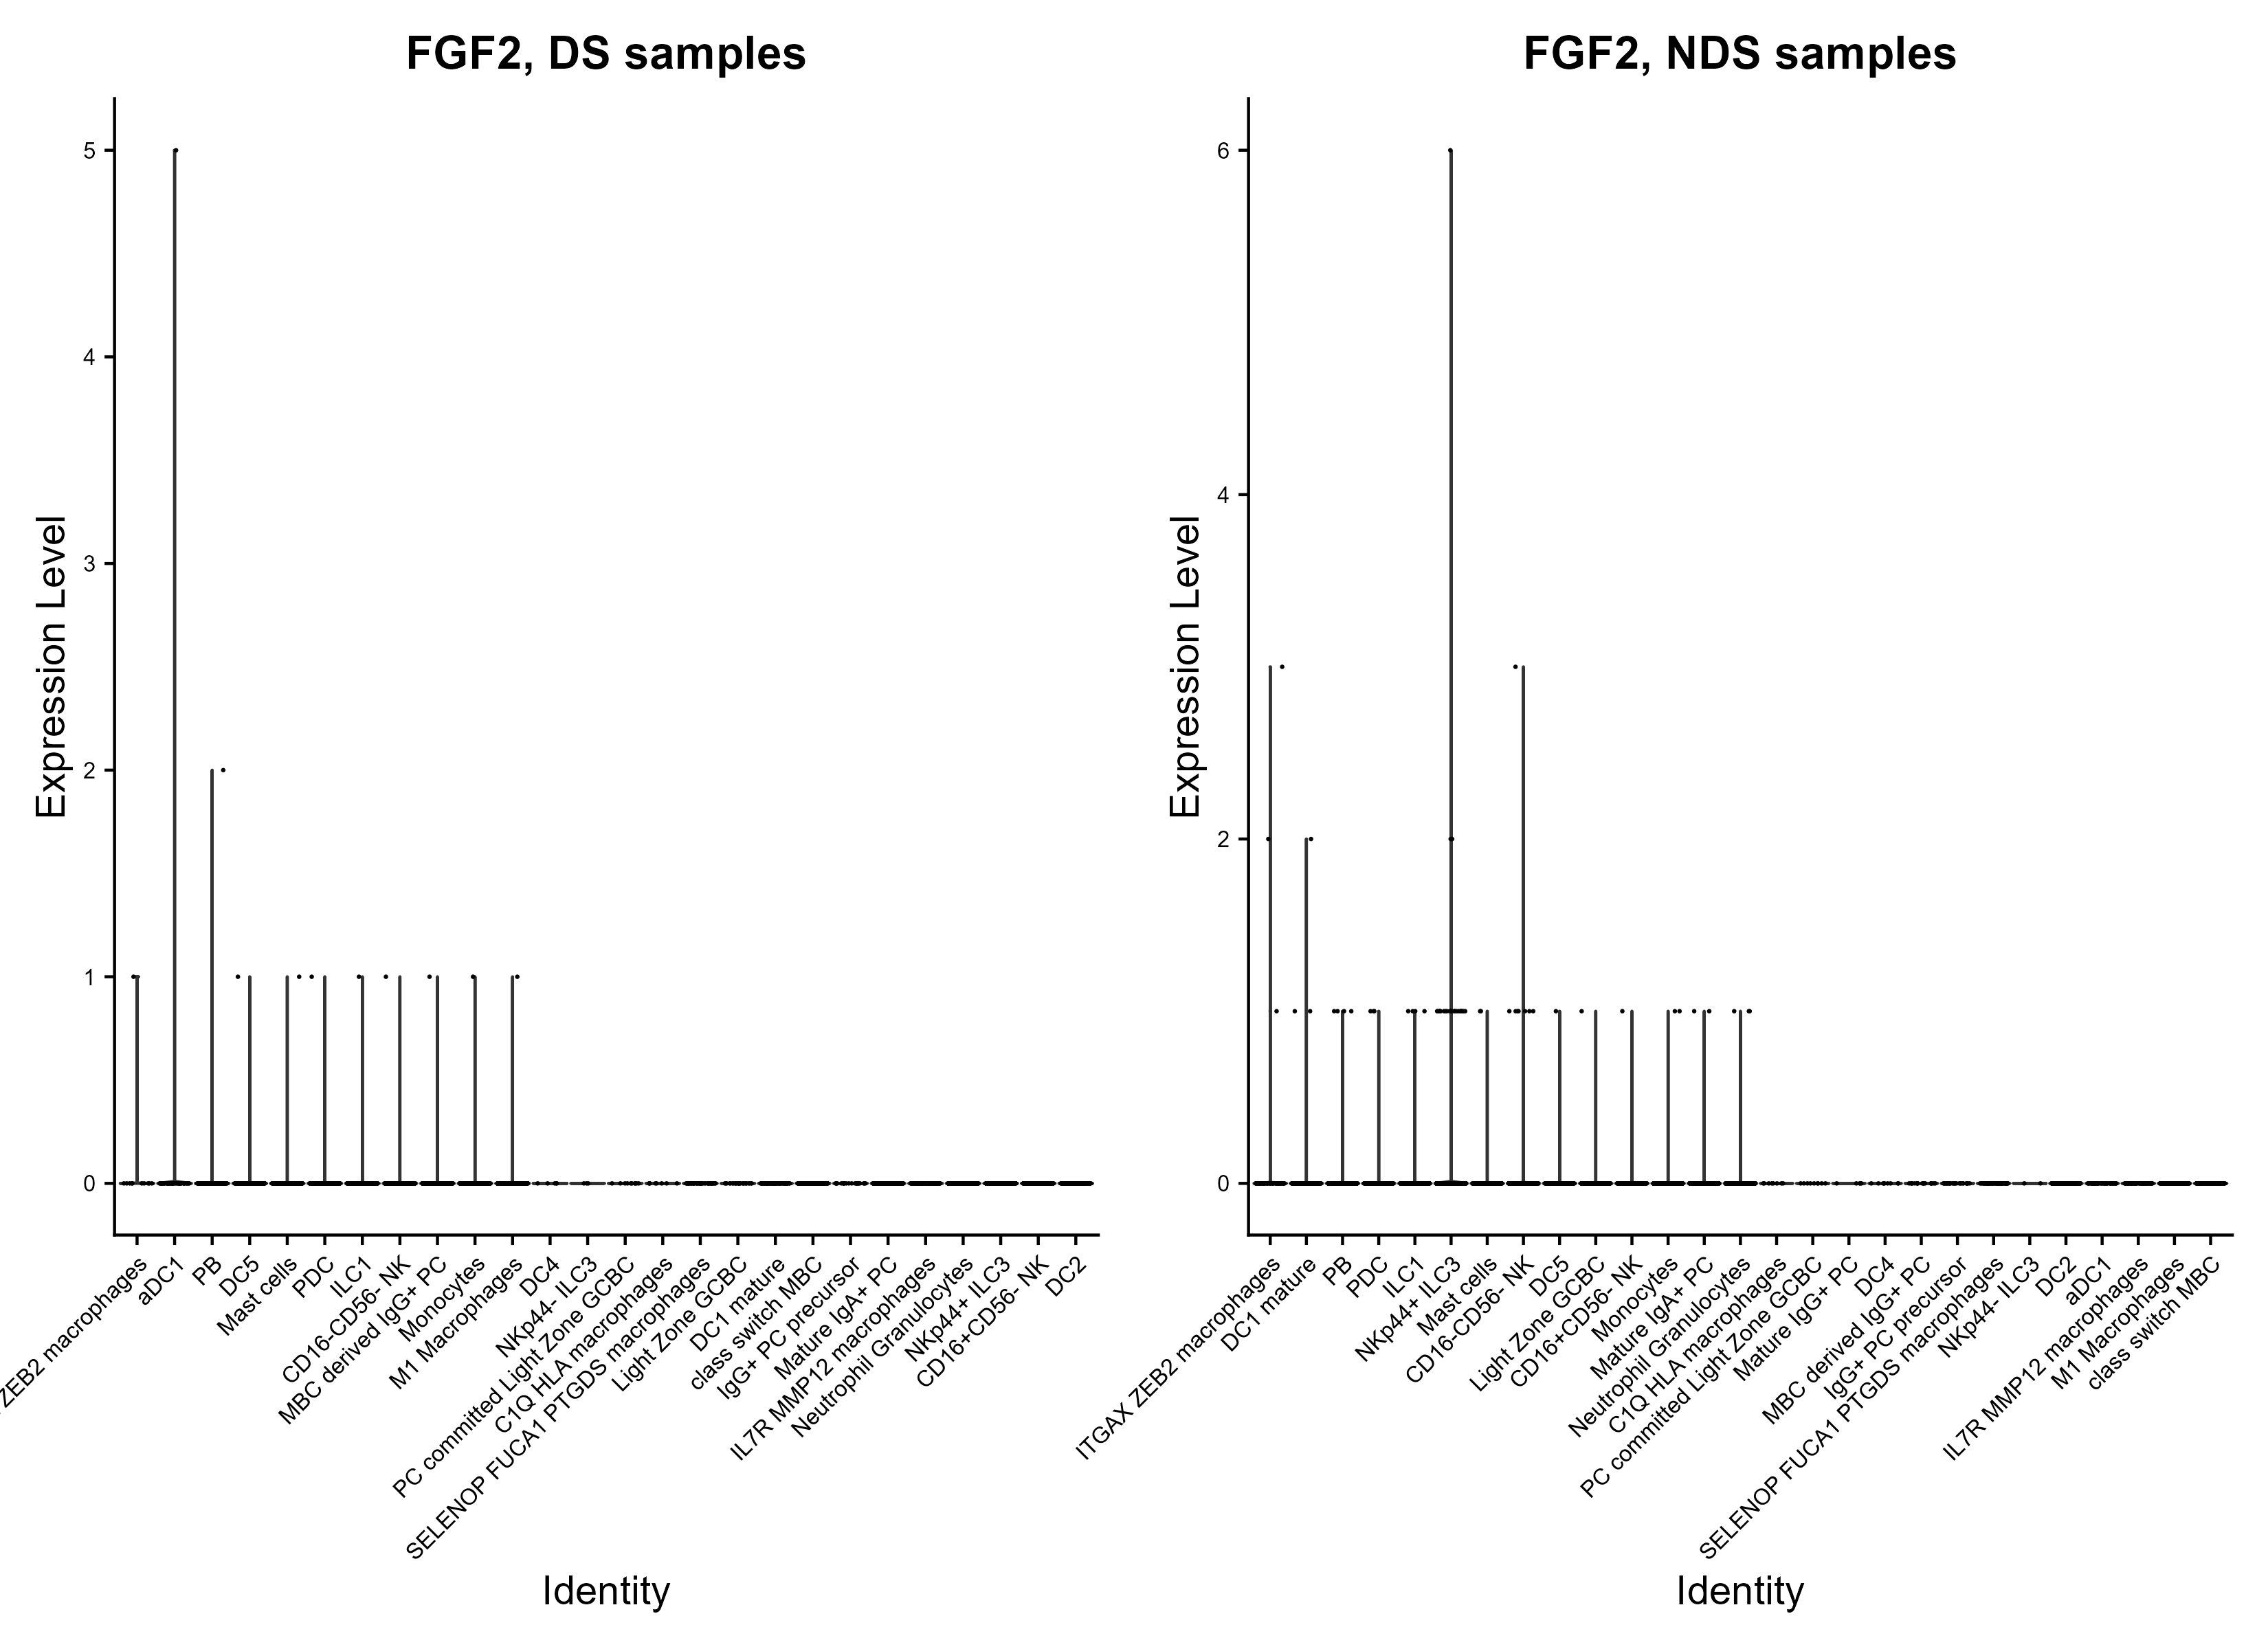 FGF2, DS samples
Expression Level
5
4
3
2
1
0
ZEB2 macrophages
aDC1
PB
DC5
Mast cells
PDC
ILC1
CD16-CD56- NK
MBC derived IgG+ PC
Monocytes
M1 Macrophages
DC4
NKp44- ILC3
PC committed Light Zone GCBC
C1Q HLA macrophages
SELENOP FUCA1 PTGDS macrophages
Light Zone GCBC
DC1 mature
class switch MBC
IgG+ PC precursor
Mature IgA+ PC
IL7R MMP12 macrophages
Neutrophil Granulocytes
NKp44+ ILC3
CD16+CD56- NK
DC2
Identity
FGF2, NDS samples
Expression Level
6
4
2
0
ITGAX ZEB2 macrophages
DC1 mature
PB
PDC
ILC1
NKp44+ ILC3
Mast cells
CD16-CD56- NK
DC5
Light Zone GCBC
CD16+CD56- NK
Monocytes
Mature IgA+ PC
Neutrophil Granulocytes
C1Q HLA macrophages
PC committed Light Zone GCBC
Mature IgG+ PC
DC4
MBC derived IgG+ PC
IgG+ PC precursor
SELENOP FUCA1 PTGDS macrophages
NKp44- ILC3
DC2
aDC1
IL7R MMP12 macrophages
M1 Macrophages
class switch MBC
Identity